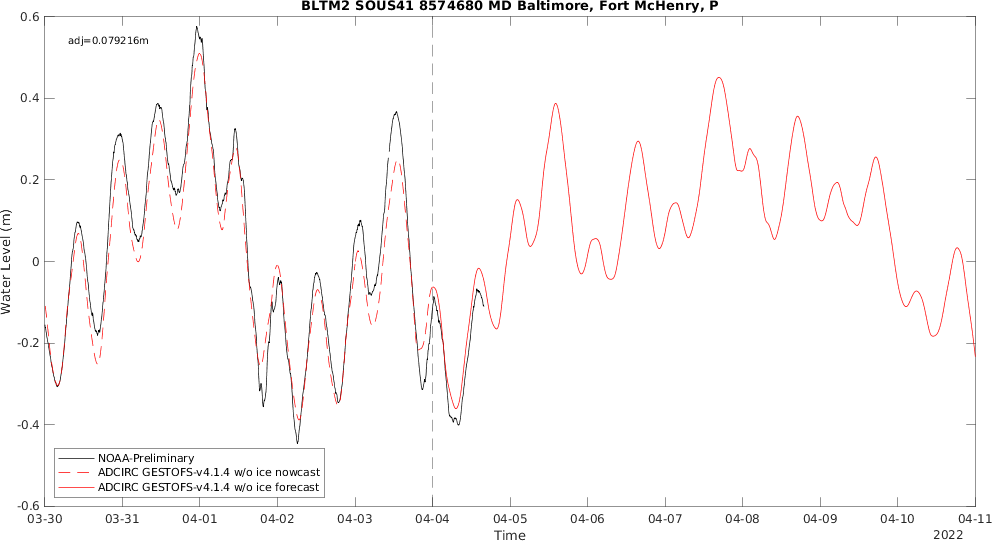 BLTM2 SOUS41 8574680 MD Baltimore, Fort McHenry, P
adj=0.079216m
0.6
0.4
0.2
0
-0.2
-0.4
-0.6
Water Level (m)
NOAA-Preliminary
ADCIRC GESTOFS-v4.1.4 w/o ice nowcast
ADCIRC GESTOFS-v4.1.4 w/o ice forecast
03-30 03-31 04-01 04-02 04-03 04-04 04-05 04-06 04-07 04-08 04-09 04-10 04-11
Time
2022